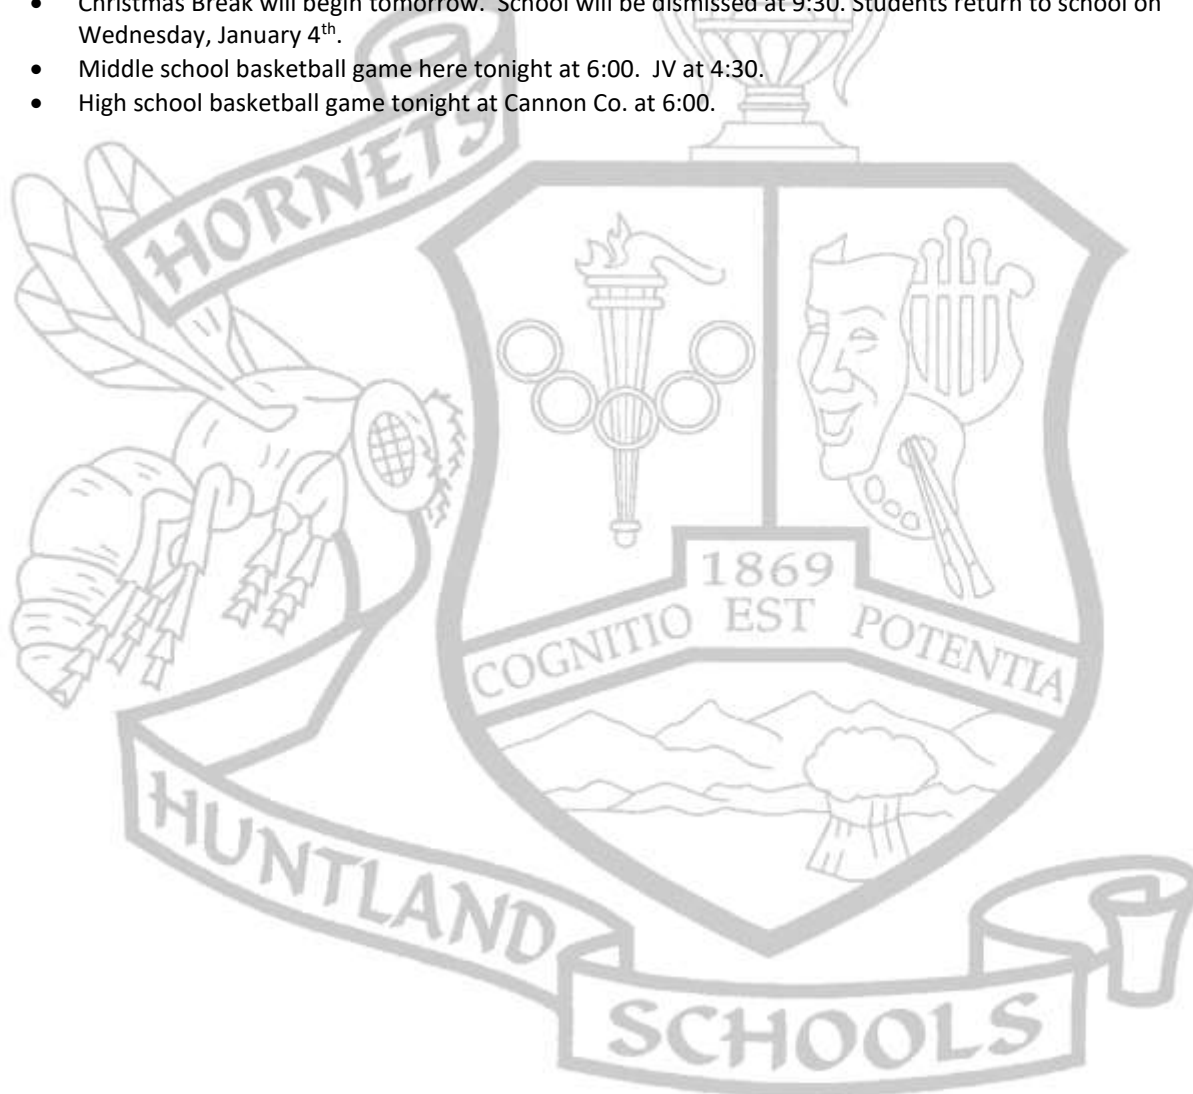 • Christmas Break will begin tomorrow.  School will be dismissed at 9:30. Students return to school on
Wednesday, January 4th.
• Middle school basketball game here tonight at 6:00.  JV at 4:30.
• High school basketball game tonight at Cannon Co. at 6:00.
HORNETS
1869
COGNITIO EST POTENTIA
HUNTLAND
SCHOOLS